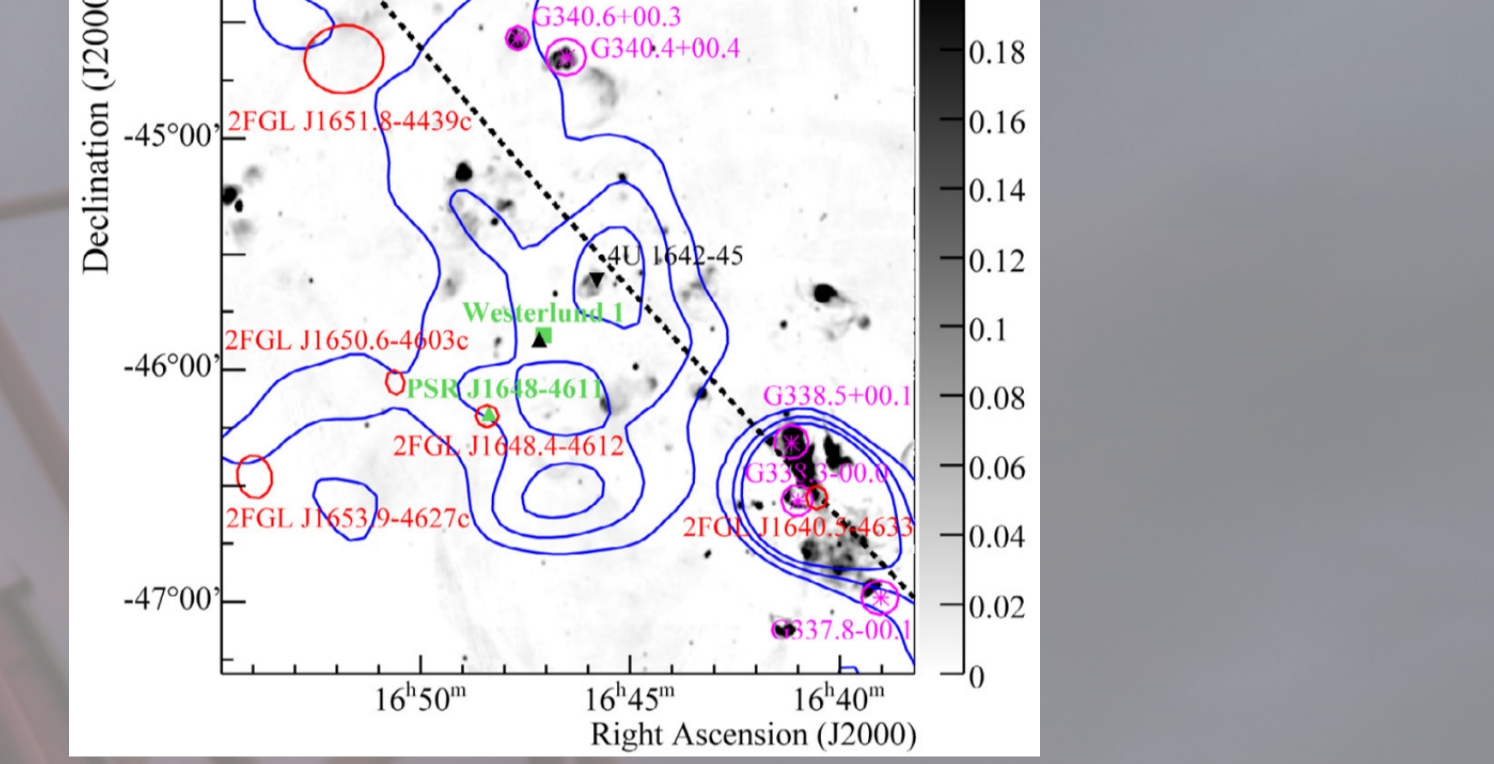 G340.6+00.3
G340.4+00.4
0.18
2FGL J1651.8-4439c
0.16
-45°00’
0.14
4U 1642-45
0.12
Westerlund 1
0.1
2FGL J1650.6-4603c
-46°00’
PSR J1648-4611
G338.5+00.1
0.08
2FGL J1648.4-4612
0.06
G338.3-00.0
2FGL J1653.9-4627c
2FGL J1640.5-4633
0.04
-47°00’
0.02
G337.8-00.1
0
16h50m
16h45m
16h40m
Right Ascension (J2000)
Declination (J2000